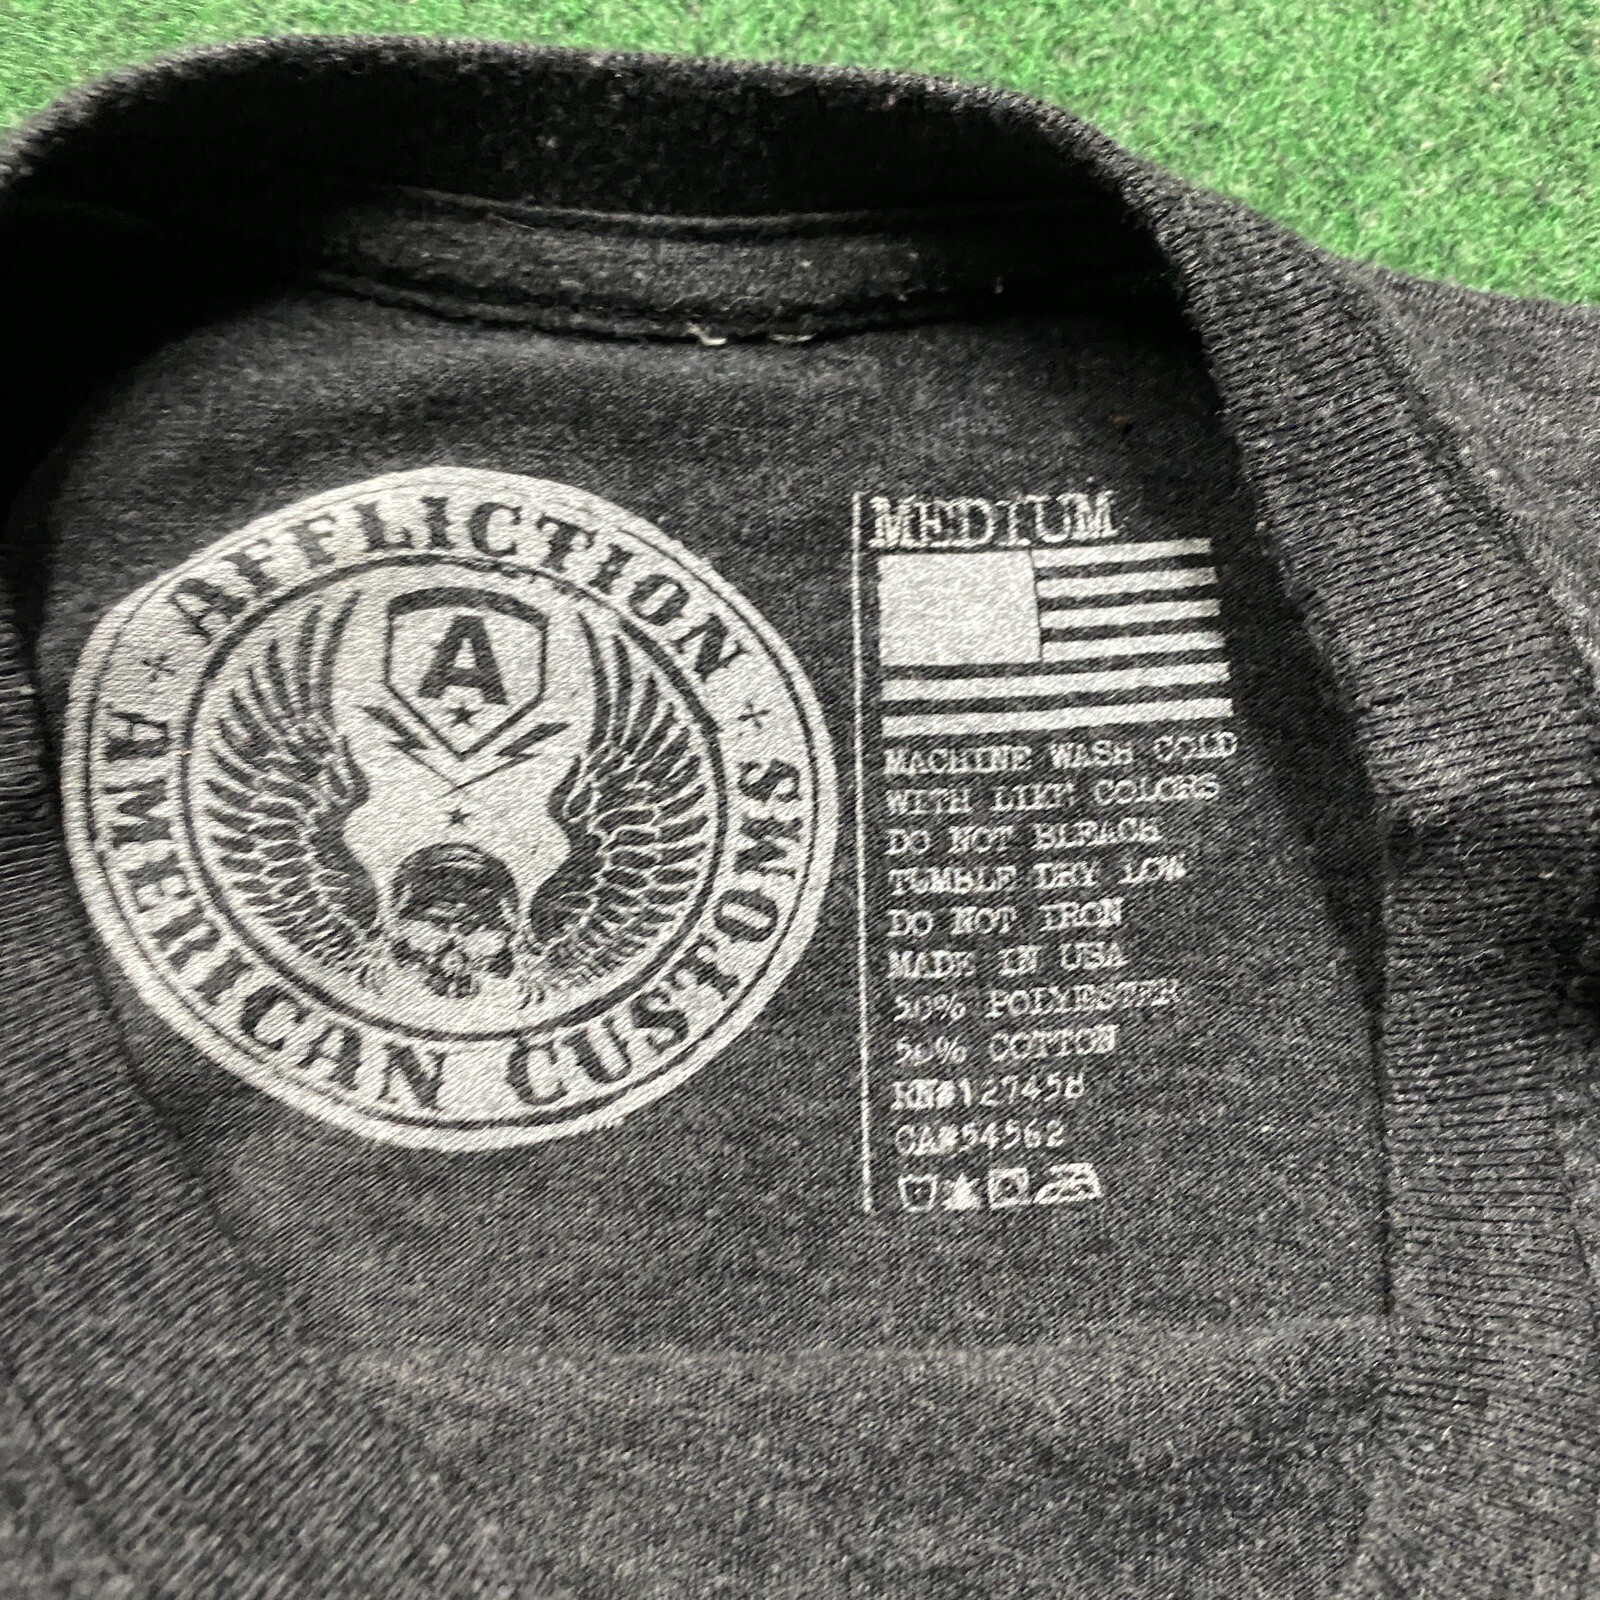 AFFLICTION
AMERICAN CUSTOMS
A
MEDIUM
MACHINE WASH COLD
WITH LIKE COLORS
DO NOT BLEACH
TUMBLE DRY LOW
DO NOT IRON
MADE IN USA
50% POLYESTER
50% COTTON
RN#127458
CA#54562